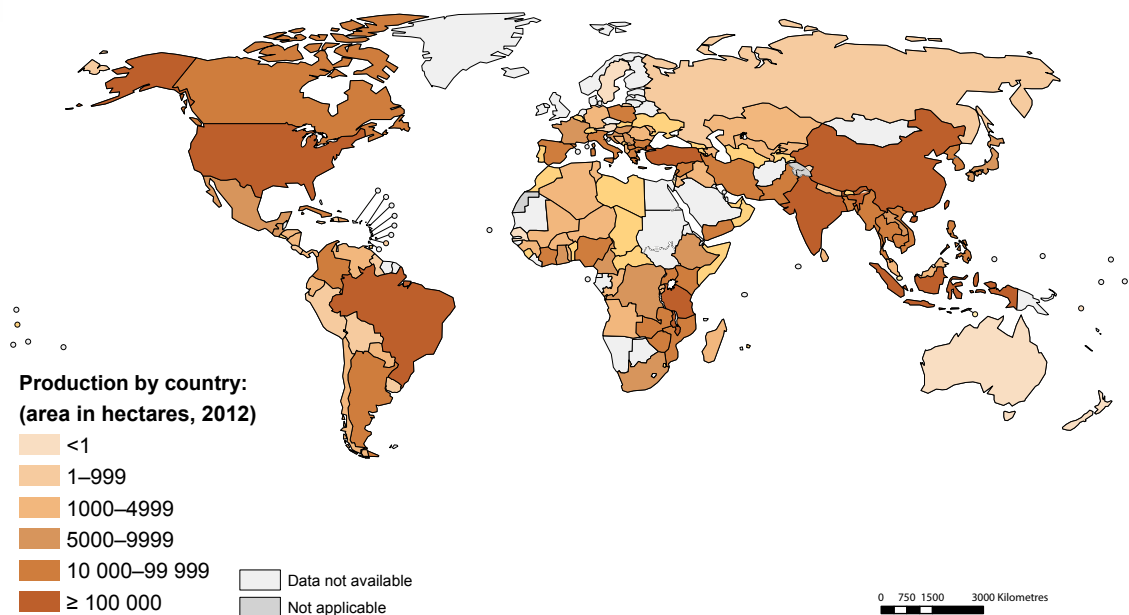 Production by country:
(area in hectares, 2012)
<1
1–999
1000–4999
5000–9999
10 000–99 999
≥ 100 000
Data not available
Not applicable
0 750 1500 3000 Kilometres